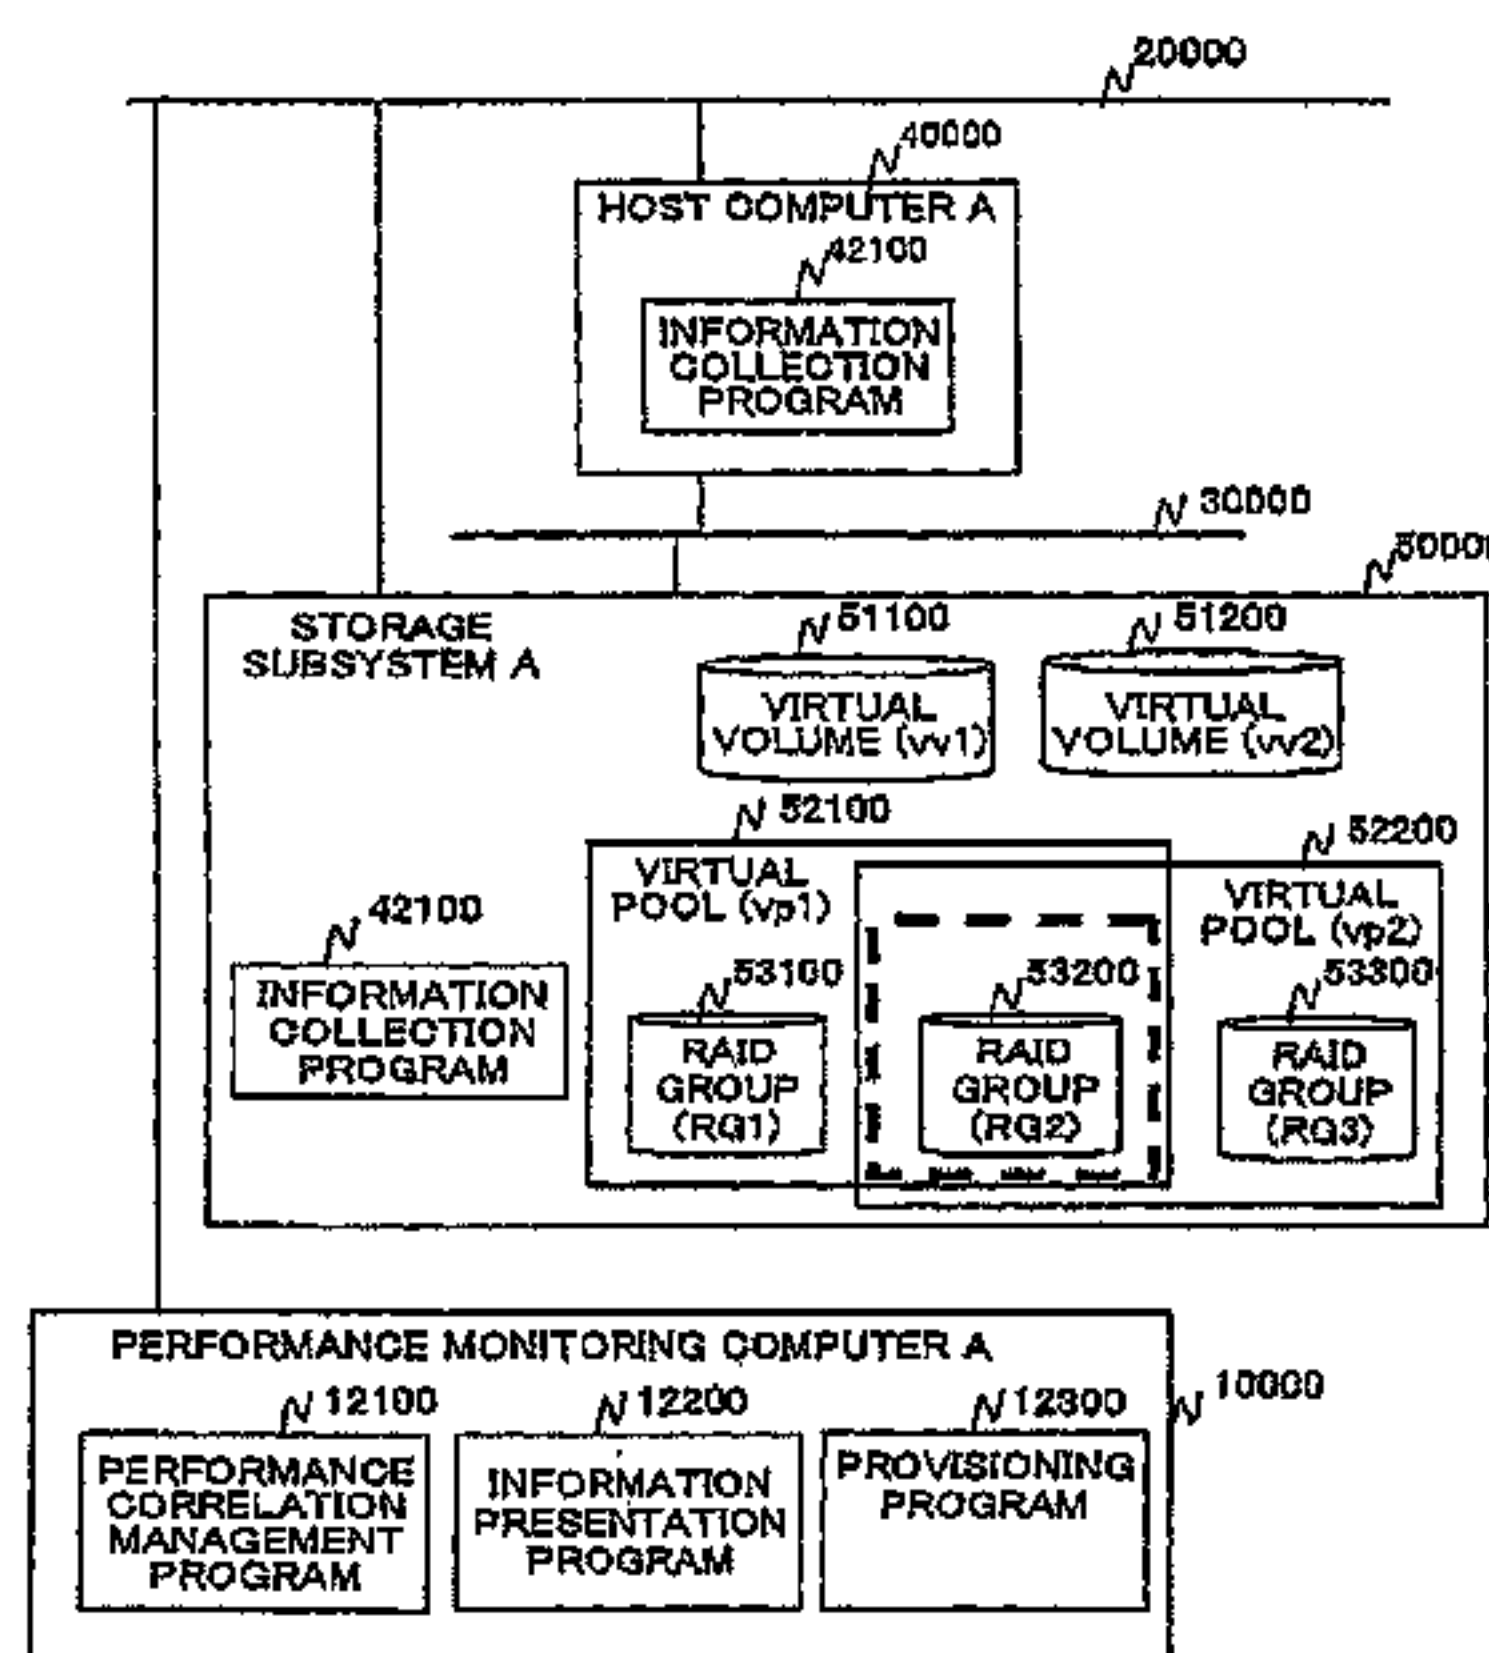 20000
40000
HOST COMPUTER A
42100
INFORMATION
COLLECTION
PROGRAM
30000
STORAGE
SUBSYSTEM A
51100
51200
VIRTUAL
VOLUME (vv1)
VIRTUAL
VOLUME (vv2)
52100
52200
VIRTUAL
POOL (vp1)
VIRTUAL
POOL (vp2)
42100
INFORMATION
COLLECTION
PROGRAM
53100
RAID
GROUP
(RG1)
53200
RAID
GROUP
(RG2)
53300
RAID
GROUP
(RG3)
PERFORMANCE MONITORING COMPUTER A
10000
12100
PERFORMANCE
CORRELATION
MANAGEMENT
PROGRAM
12200
INFORMATION
PRESENTATION
PROGRAM
12300
PROVISIONING
PROGRAM